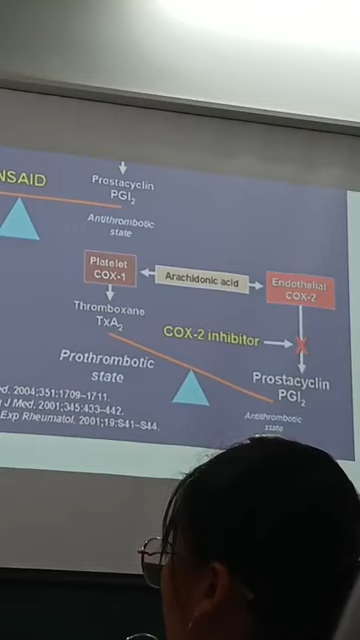 NSAID
Prostacyclin
PGI2
Antithrombotic
state
Platelet
COX-1
Arachidonic acid
Endothelial
COX-2
Thromboxane
TxA2
COX-2 inhibitor
X
Prothrombotic
state
Prostacyclin
PGI2
Antithrombotic
state
ed. 2004;351:1709–1711.
J Med. 2001;345:433–442.
Exp Rheumatol. 2001;19:S41–S44.